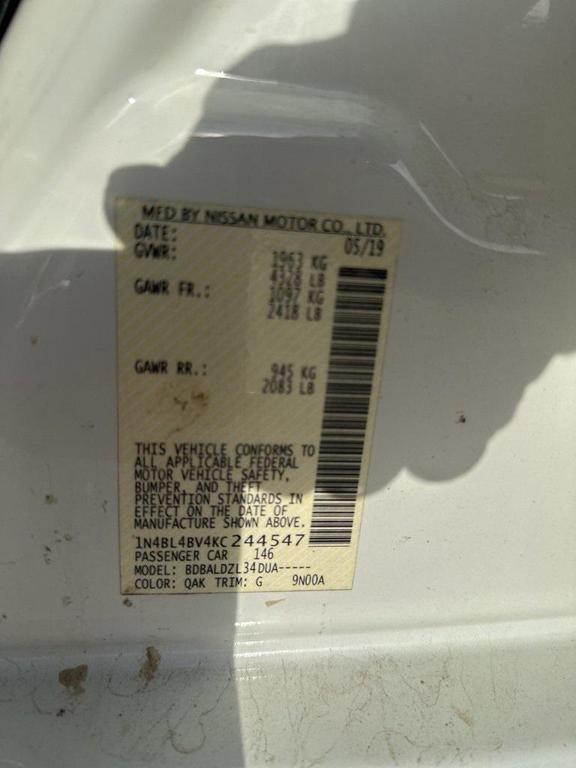 MFD BY NISSAN MOTOR CO., LTD.
DATE: 05/19
GVWR: 1963 KG
4328 LB
GAWR FR.: 1097 KG
2418 LB
GAWR RR.: 945 KG
2083 LB
THIS VEHICLE CONFORMS TO
ALL APPLICABLE FEDERAL
MOTOR VEHICLE SAFETY,
BUMPER, AND THEFT
PREVENTION STANDARDS IN
EFFECT ON THE DATE OF
MANUFACTURE SHOWN ABOVE.
1N4BL4BV4KC244547
PASSENGER CAR 146
MODEL: BDBALDZL34DUA-----
COLOR: QAK TRIM: G 9N00A